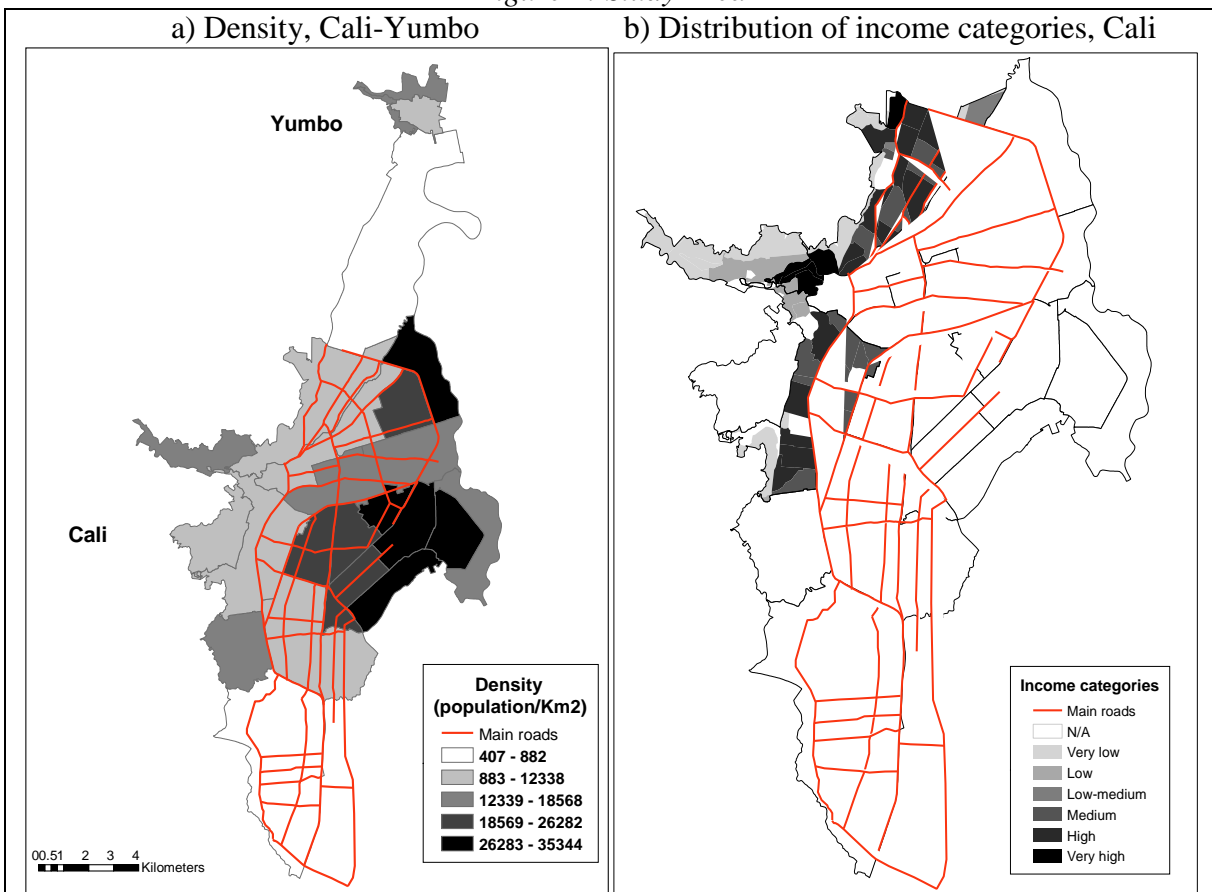 a) Density, Cali-Yumbo
b) Distribution of income categories, Cali
Yumbo
Cali
Density
(population/Km2)
Main roads
407 - 882
883 - 12338
12339 - 18568
18569 - 26282
26283 - 35344
00.51 2 3 4
Kilometers
Income categories
Main roads
N/A
Very low
Low
Low-medium
Medium
High
Very high